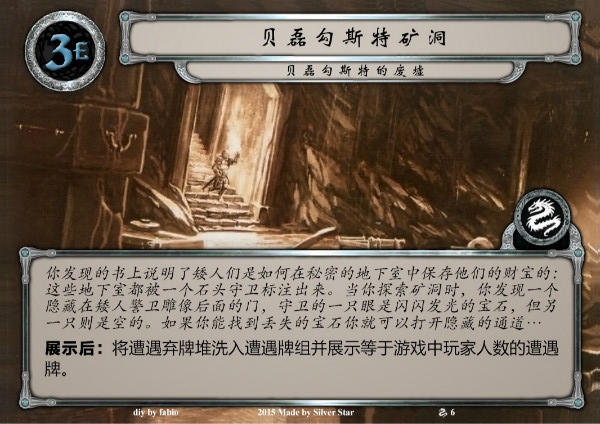 3E
贝磊勾斯特矿洞
贝磊勾斯特的废墟
你发现的书上说明了矮人们是如何在秘密的地下室中保存他们的财宝的:
这些地下室都被一个石头守卫标注出来。当你探索矿洞时，你发现一个
隐藏在矮人警卫雕像后面的门，守卫的一只眼是闪闪发光的宝石，但另
一只则是空的。如果你能找到丢失的宝石你就可以打开隐藏的通道…
展示后：将遭遇弃牌堆洗入遭遇牌组并展示等于游戏中玩家人数的遭遇
牌。
diy by fabio
2015 Made by Silver Star
6